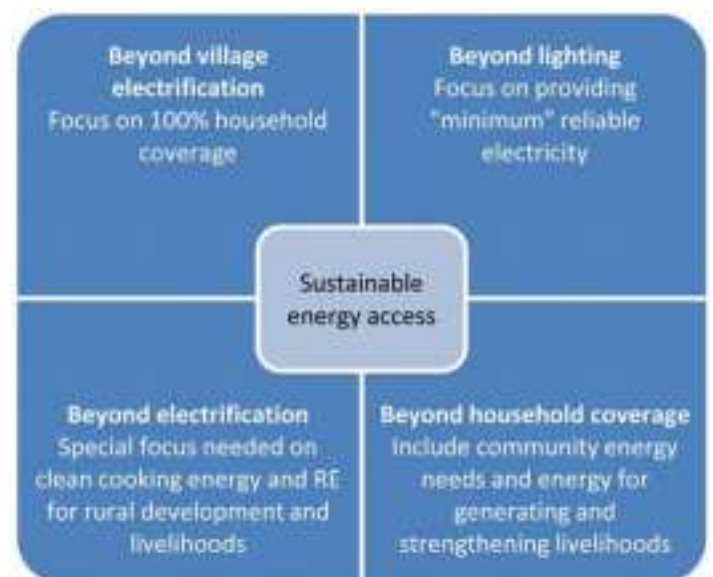 Beyond village
electrification
Focus on 100% household
coverage
Beyond lighting
Focus on providing
"minimum" reliable
electricity
Sustainable
energy access
Beyond electrification
Special focus needed on
clean cooking energy and RE
for rural development and
livelihoods
Beyond household coverage
Include community energy
needs and energy for
generating and
strengthening livelihoods